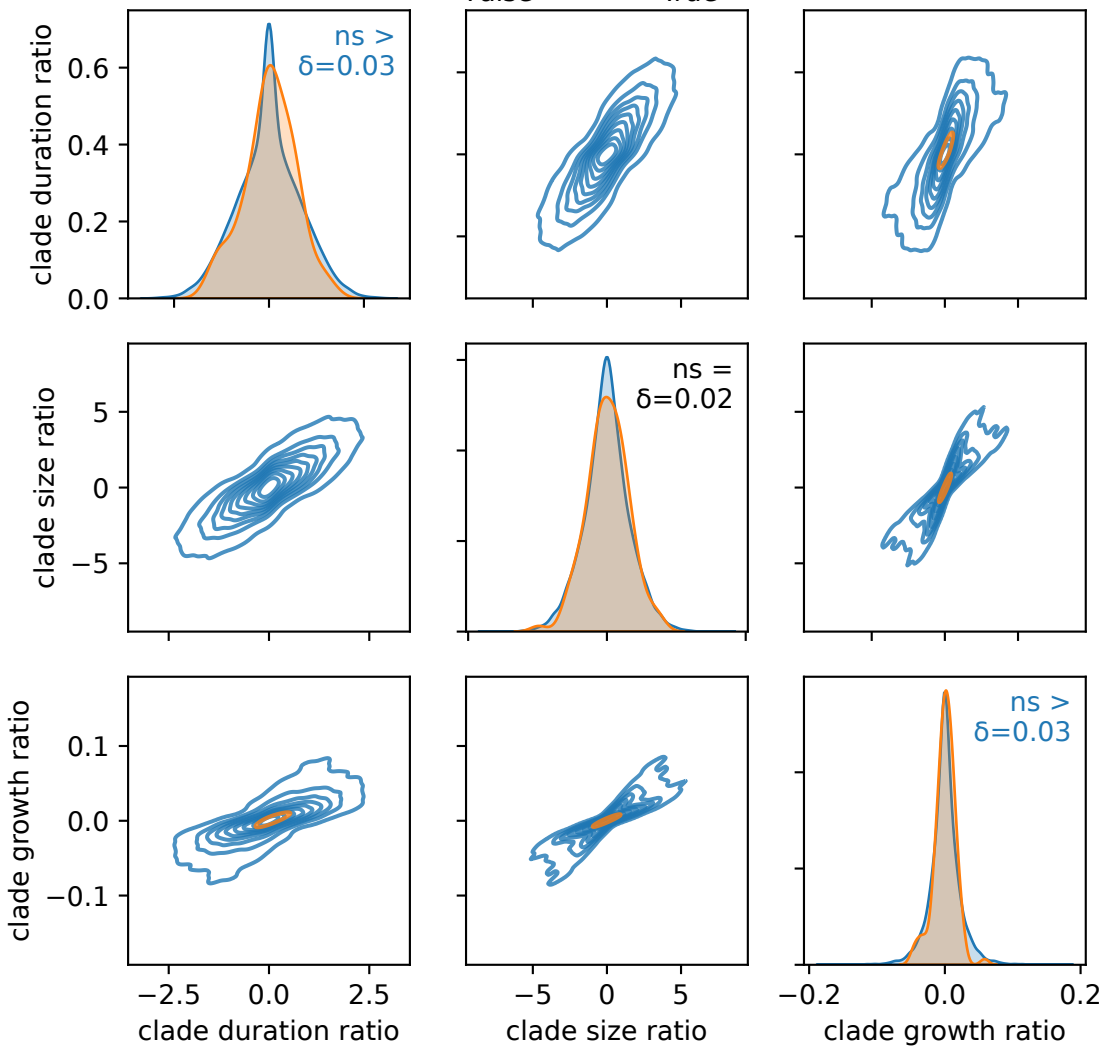 clade duration ratio
0.6
0.4
0.2
0.0
ns >
δ=0.03
clade size ratio
5
0
−5
−5
0
5
ns =
δ=0.02
clade growth ratio
0.1
0.0
−0.1
−2.5
0.0
2.5
clade duration ratio
−5
0
5
clade size ratio
ns >
δ=0.03
−0.2
0.0
0.2
clade growth ratio